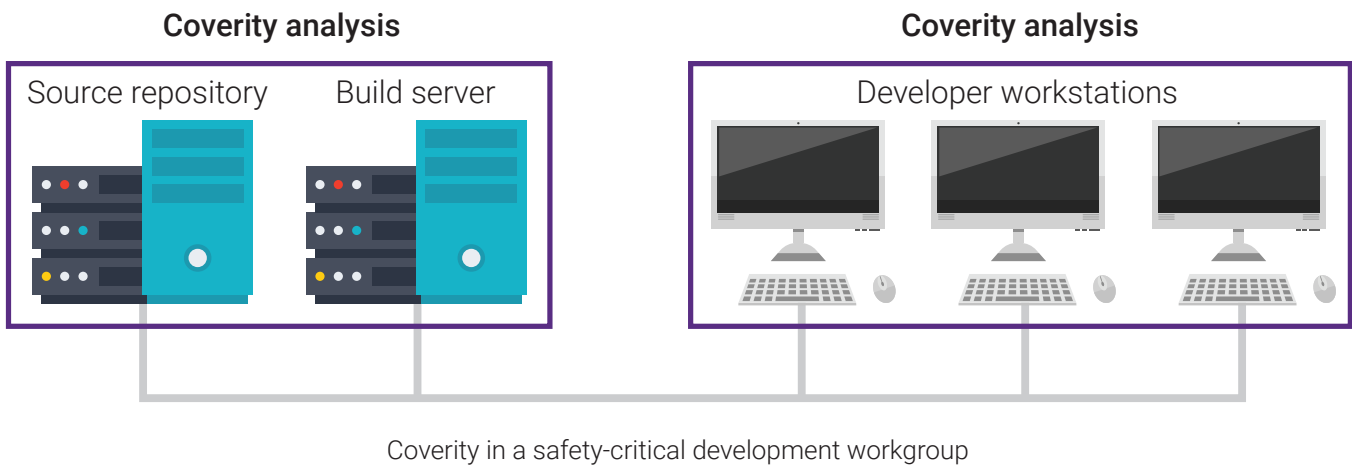 Coverity analysis
Source repository
Build server
Coverity analysis
Developer workstations
Coverity in a safety-critical development workgroup